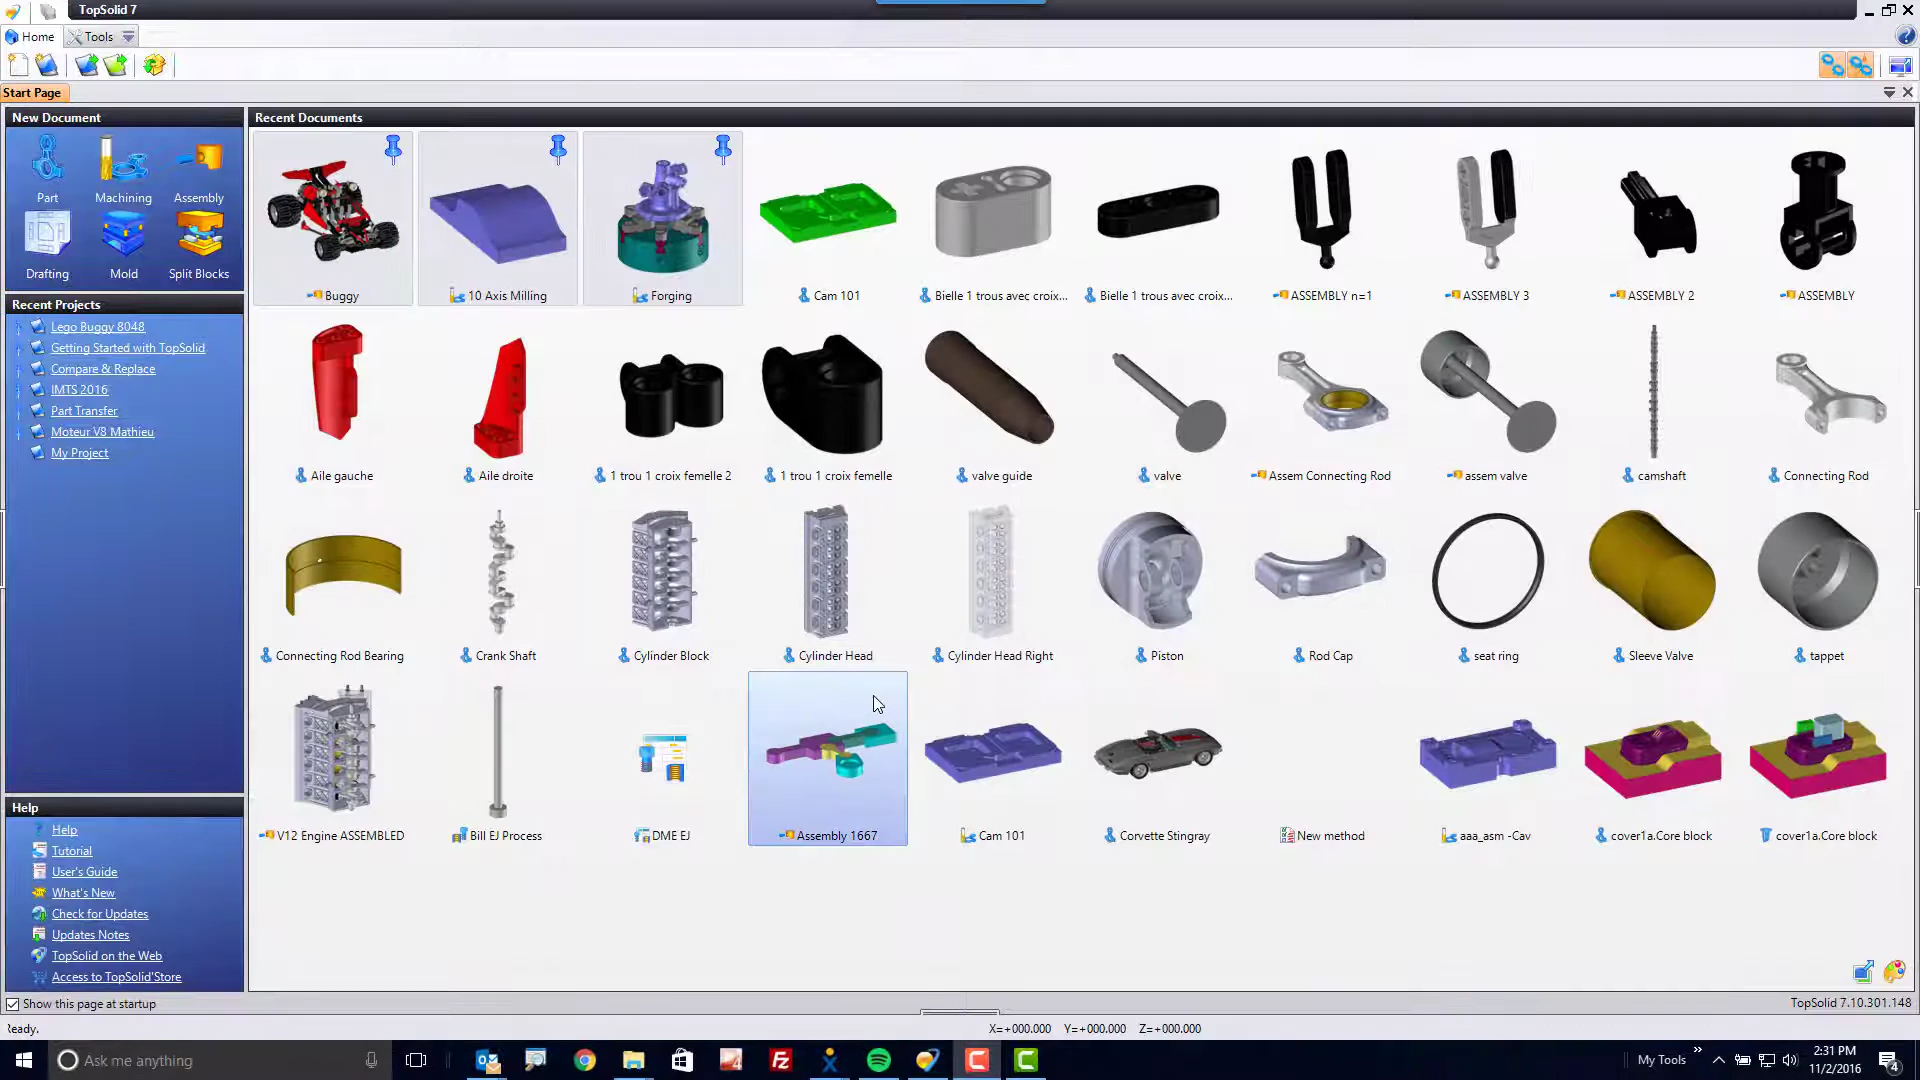 TopSolid 7
Home
Tools
Start Page
New Document
Part
Machining
Assembly
Drafting
Mold
Split Blocks
Recent Projects
Lego Buggy 8048
Getting Started with TopSolid
Compare & Replace
IMTS 2016
Part Transfer
Moteur V8 Mathieu
My Project
Help
Help
Tutorial
User's Guide
What's New
Check for Updates
Updates Notes
TopSolid on the Web
Access to TopSolid'Store
Recent Documents
Buggy
10 Axis Milling
Forging
Cam 101
Bielle 1 trous avec croix...
Bielle 1 trous avec croix...
ASSEMBLY n=1
ASSEMBLY 3
ASSEMBLY 2
ASSEMBLY
Aile gauche
Aile droite
1 trou 1 croix femelle 2
1 trou 1 croix femelle
valve guide
valve
Assem Connecting Rod
assem valve
camshaft
Connecting Rod
Connecting Rod Bearing
Crank Shaft
Cylinder Block
Cylinder Head
Cylinder Head Right
Piston
Rod Cap
seat ring
Sleeve Valve
tappet
V12 Engine ASSEMBLED
Bill EJ Process
DME EJ
Assembly 1667
Cam 101
Corvette Stingray
New method
aaa_asm -Cav
cover1a.Core block
cover1a.Core block
Show this page at startup
TopSolid 7.10.301.148
Ready.
X=+000.000 Y=+000.000 Z=+000.000
Ask me anything
My Tools
2:31 PM
11/2/2016
4